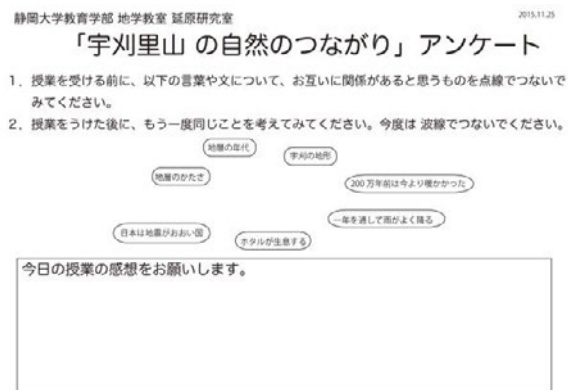 静岡大学教育学部 地学教室 延原研究室
2015.11.25
「宇刈里山 の自然のつながり」アンケート
1．授業を受ける前に、以下の言葉や文について、お互いに関係があると思うものを点線でつないで
みてください。
2．授業をうけた後に、もう一度同じことを考えてみてください。今度は 波線でつないでください。
地層の年代
宇刈の地形
地層のかたさ
200万年前は今より暖かかった
一年を通して雨がよく降る
日本は地震がおおい国
ホタルが生息する
今日の授業の感想をお願いします。